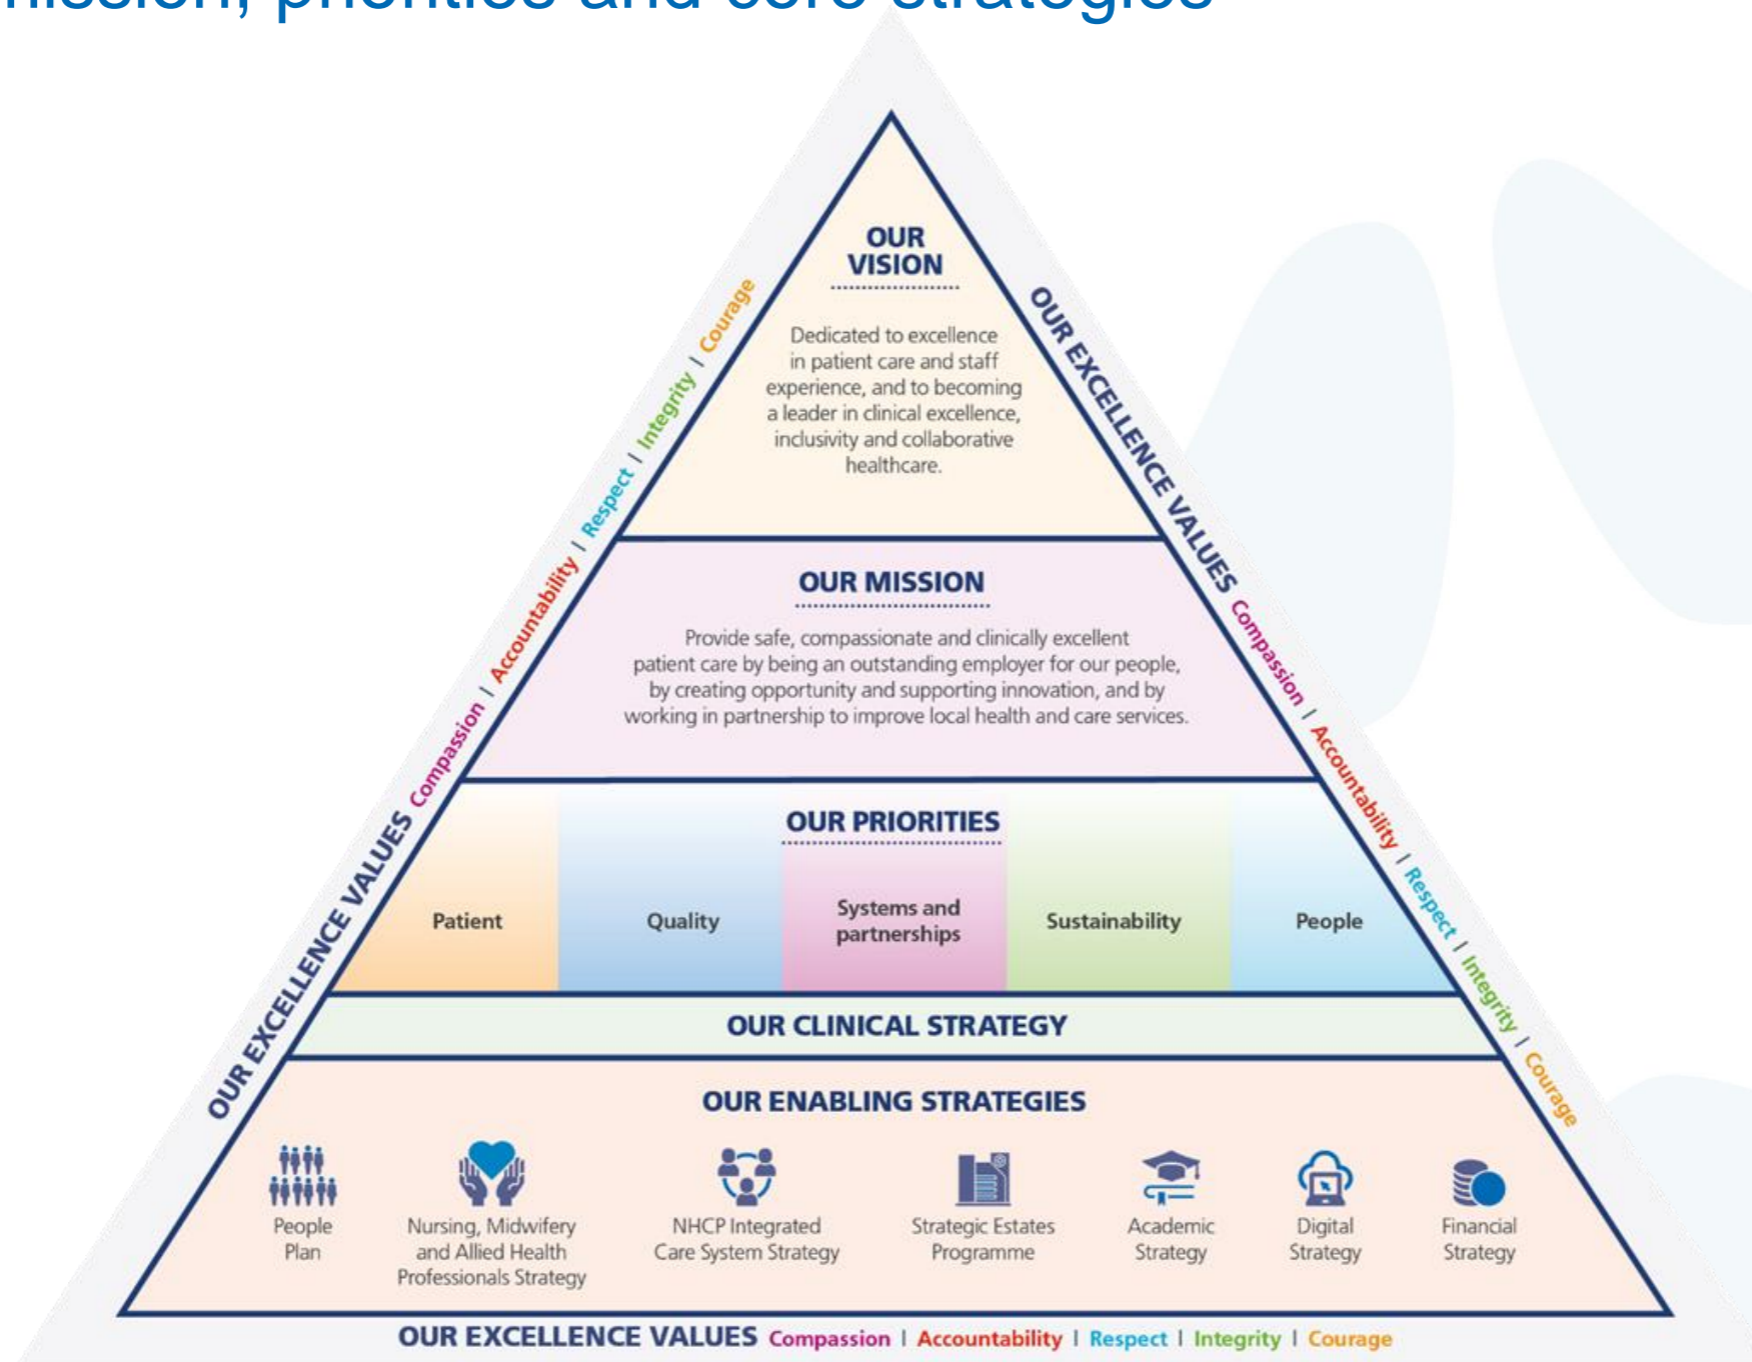 mission, priorities and core strategies
OUR
VISION
Dedicated to excellence
in patient care and staff
experience, and to becoming
a leader in clinical excellence,
inclusivity and collaborative
healthcare.
OUR MISSION
Provide safe, compassionate and clinically excellent
patient care by being an outstanding employer for our people,
by creating opportunity and supporting innovation, and by
working in partnership to improve local health and care services.
OUR PRIORITIES
Patient
Quality
Systems and
partnerships
Sustainability
People
OUR CLINICAL STRATEGY
OUR ENABLING STRATEGIES
People
Plan
Nursing, Midwifery
and Allied Health
Professionals Strategy
NHCP Integrated
Care System Strategy
Strategic Estates
Programme
Academic
Strategy
Digital
Strategy
Financial
Strategy
OUR EXCELLENCE VALUES Compassion | Accountability | Respect | Integrity | Courage
OUR EXCELLENCE VALUES Compassion | Accountability | Respect | Integrity | Courage
OUR EXCELLENCE VALUES Compassion | Accountability | Respect | Integrity | Courage